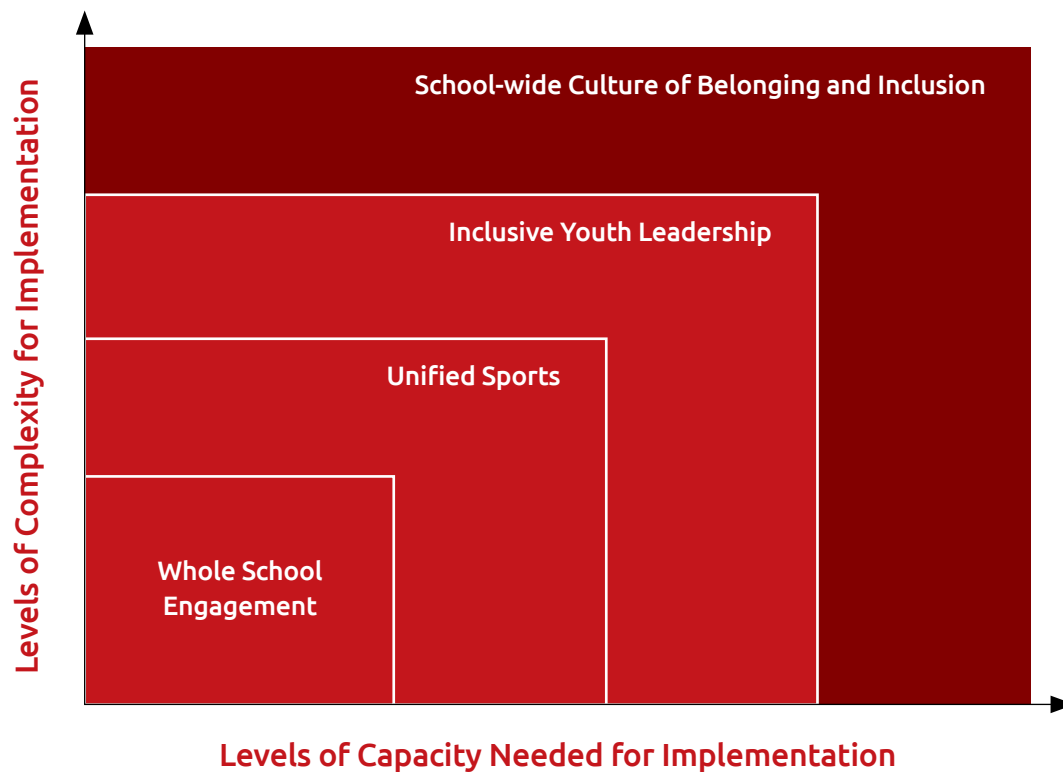 School-wide Culture of Belonging and Inclusion
Inclusive Youth Leadership
Unified Sports
Whole School
Engagement
Levels of Complexity for Implementation
Levels of Capacity Needed for Implementation